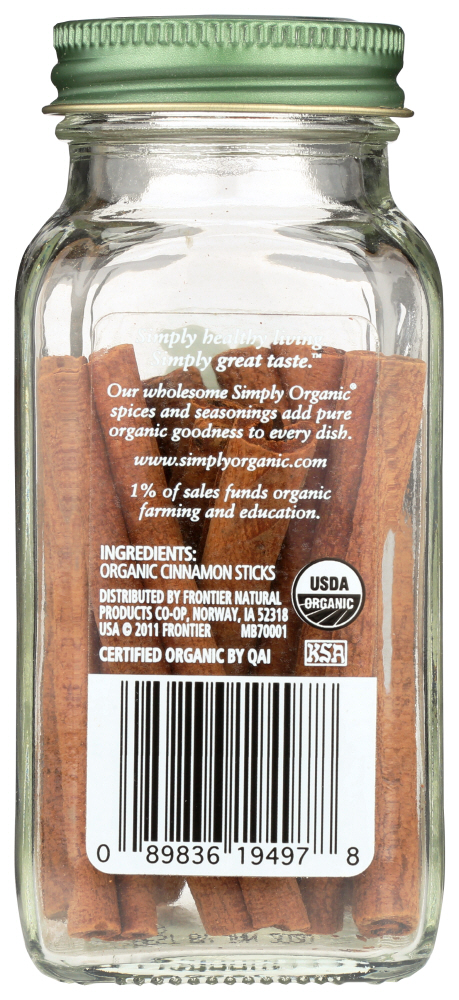 Simply healthy living.
Simply great taste.™
Our wholesome Simply Organic®
spices and seasonings add pure
organic goodness to every dish.
www.simplyorganic.com
1% of sales funds organic
farming and education.
INGREDIENTS:
ORGANIC CINNAMON STICKS
DISTRIBUTED BY FRONTIER NATURAL
PRODUCTS CO-OP, NORWAY, IA 52318
USA © 2011 FRONTIER MB70001
CERTIFIED ORGANIC BY QAI
USDA
ORGANIC
KSA
0 89836 19497 8